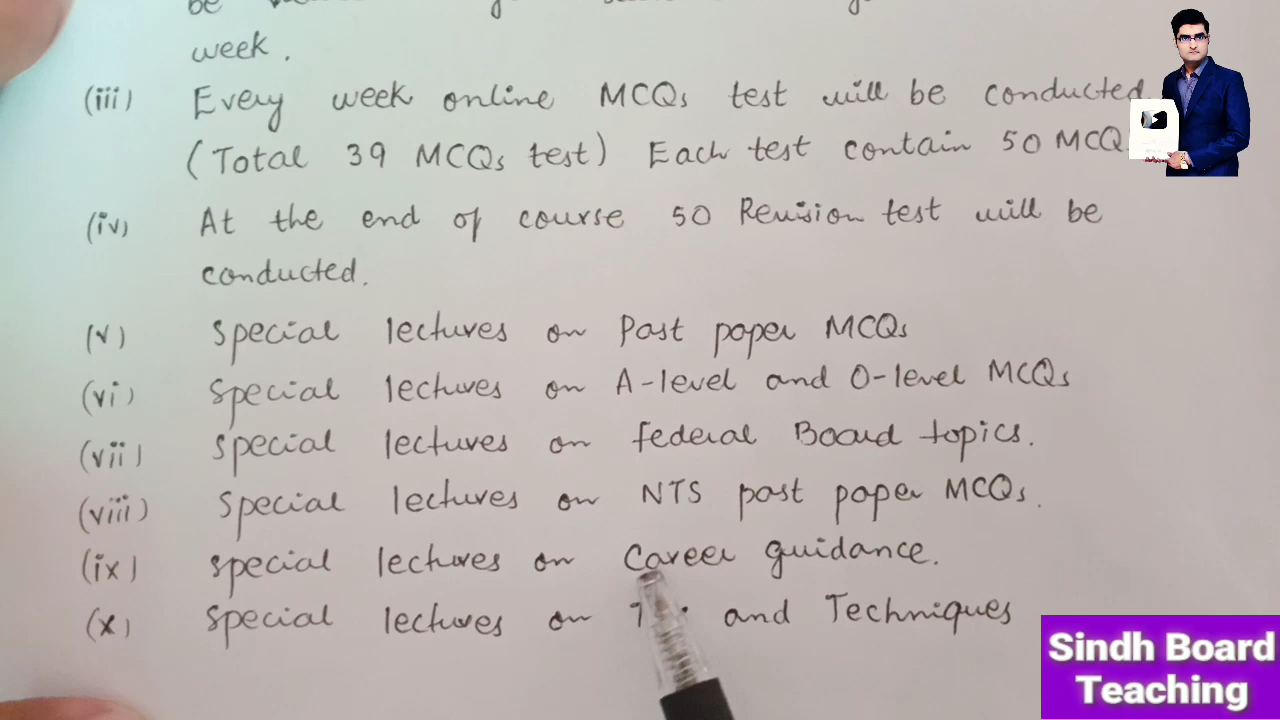 be
week.
(iii) Every week online MCQs test will be conducted
(Total 39 MCQs test) Each test contain 50 MCQ
(iv) At the end of course 50 Revision test will be
conducted.
(v) Special lectures on Past paper MCQs
(vi) Special lectures on A-level and O-level MCQs
(vii) Special lectures on federal Board topics.
(viii) Special lectures on NTS past paper MCQs.
(ix) special lectures on Career guidance.
(x) Special lectures on and Techniques
Sindh Board
Teaching